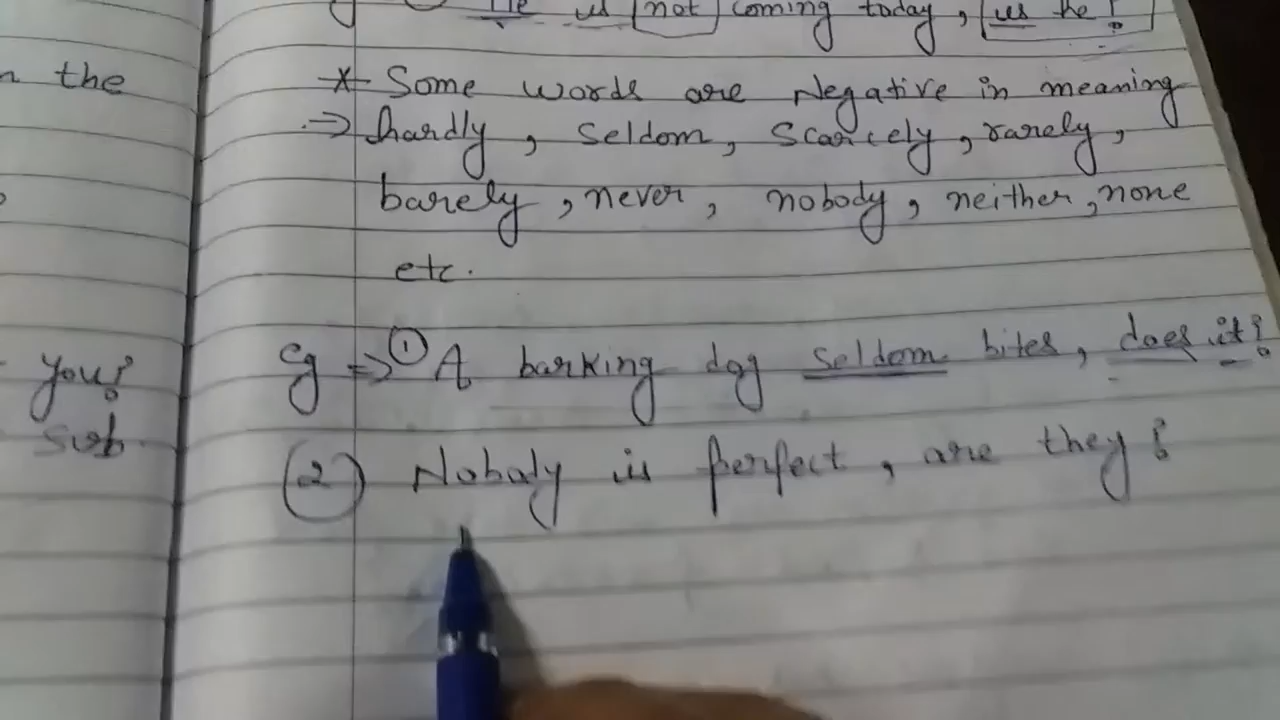 He is not coming today, is he?
n the
* Some words are Negative in meaning
→ hardly, seldom, scarcely, rarely,
barely, never, nobody, neither, none
etc.
eg ⇒ ① A barking dog seldom bites, does it?
you?
sub.
(2) Nobody is perfect, are they?